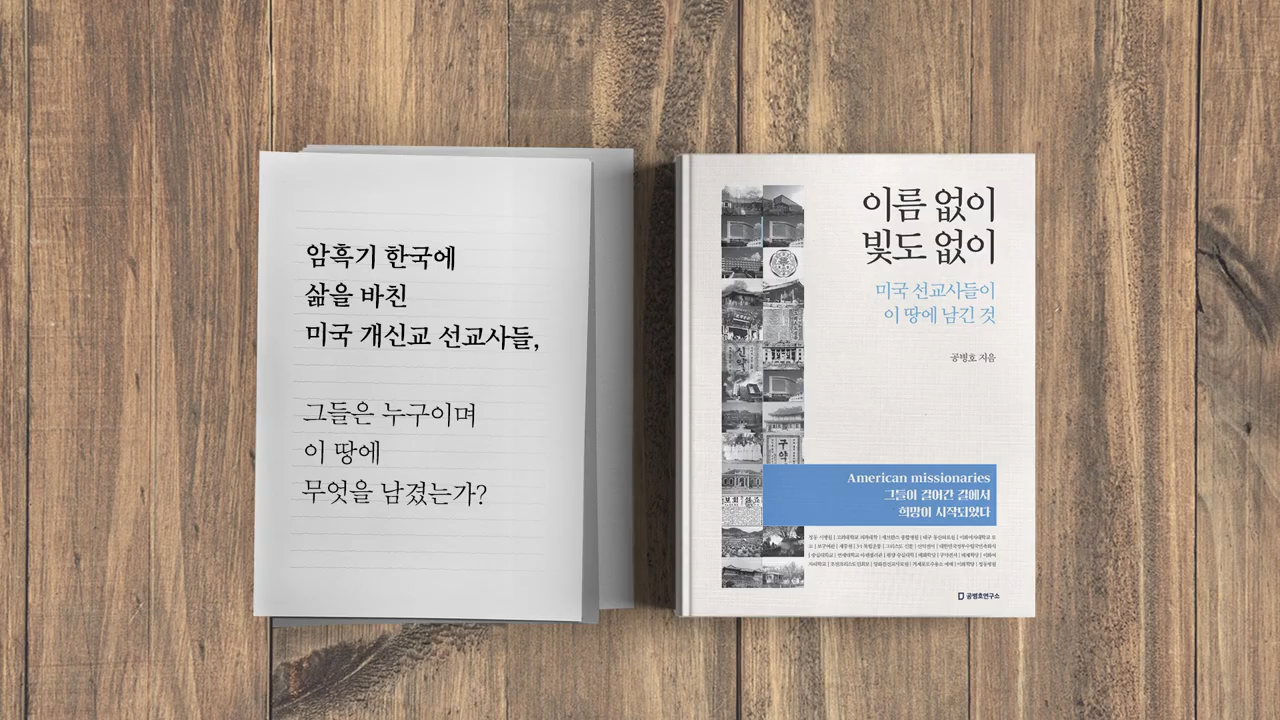 암흑기 한국에
삶을 바친
미국 개신교 선교사들,
그들은 누구이며
이 땅에
무엇을 남겼는가?
이름 없이
빛도 없이
미국 선교사들이
이 땅에 남긴 것
공병호 지음
신약
구약
American missionaries
그들이 걸어간 길에서
희망이 시작되었다
공병호연구소